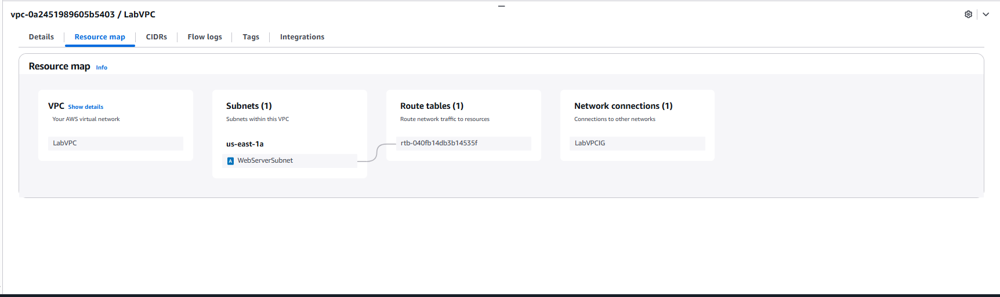 vpc-0a2451989605b5403 / LabVPC
Details
Resource map
CIDRs
Flow logs
Tags
Integrations
Resource map Info
VPC Show details
Your AWS virtual network
LabVPC
Subnets (1)
Subnets within this VPC
us-east-1a
A WebServerSubnet
Route tables (1)
Route network traffic to resources
rtb-040fb14db3b14535f
Network connections (1)
Connections to other networks
LabVPCIG